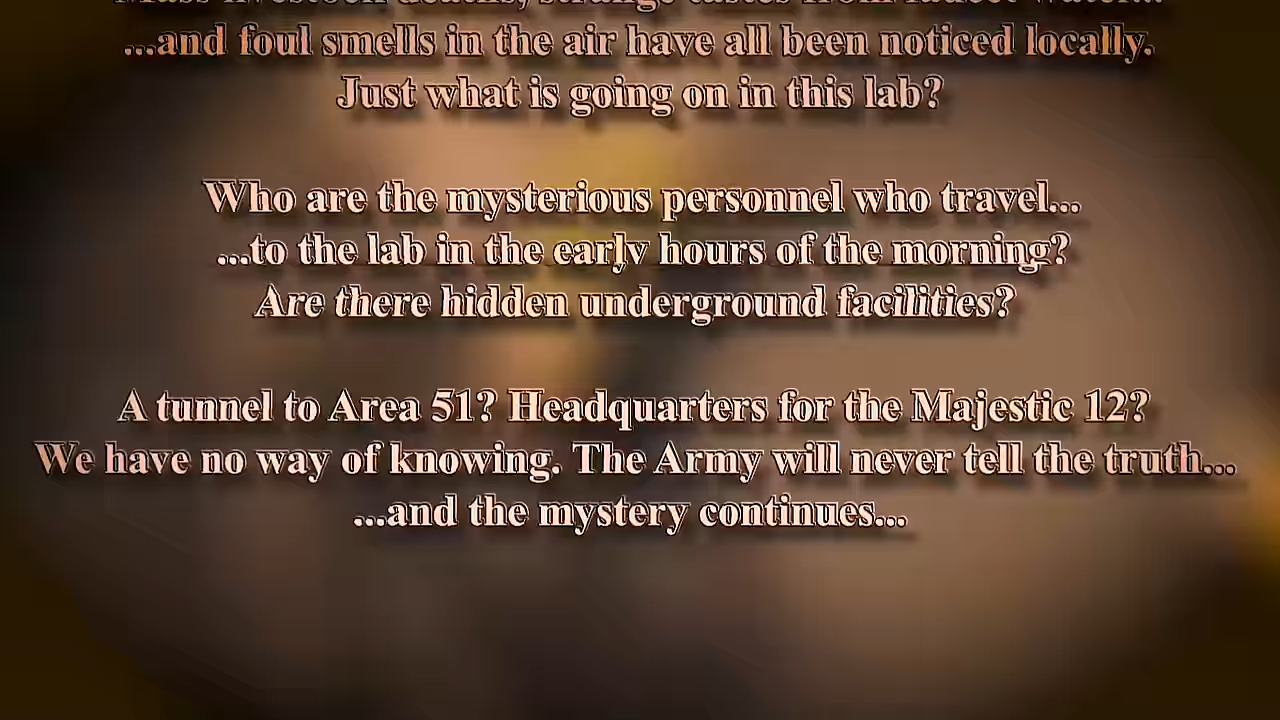 Mass livestock deaths, strange tastes from faucet water...
...and foul smells in the air have all been noticed locally.
Just what is going on in this lab?
Who are the mysterious personnel who travel...
...to the lab in the early hours of the morning?
Are there hidden underground facilities?
A tunnel to Area 51? Headquarters for the Majestic 12?
We have no way of knowing. The Army will never tell the truth...
...and the mystery continues...